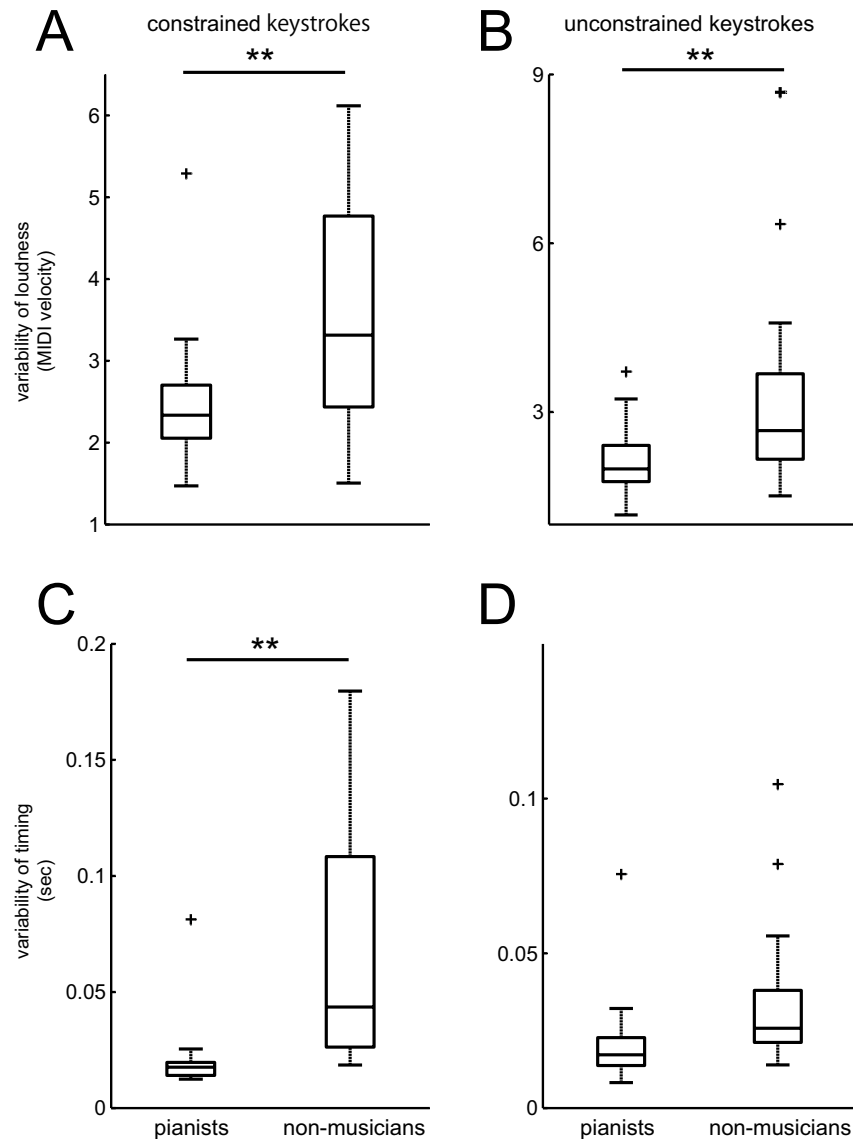 A
constrained keystrokes
**
6
5
4
3
2
1
variability of loudness
(MIDI velocity)
B
unconstrained keystrokes
**
9
6
3
C
**
0.2
0.15
0.1
0.05
0
variability of timing
(sec)
pianists non-musicians
D
0.1
0.05
0
pianists non-musicians